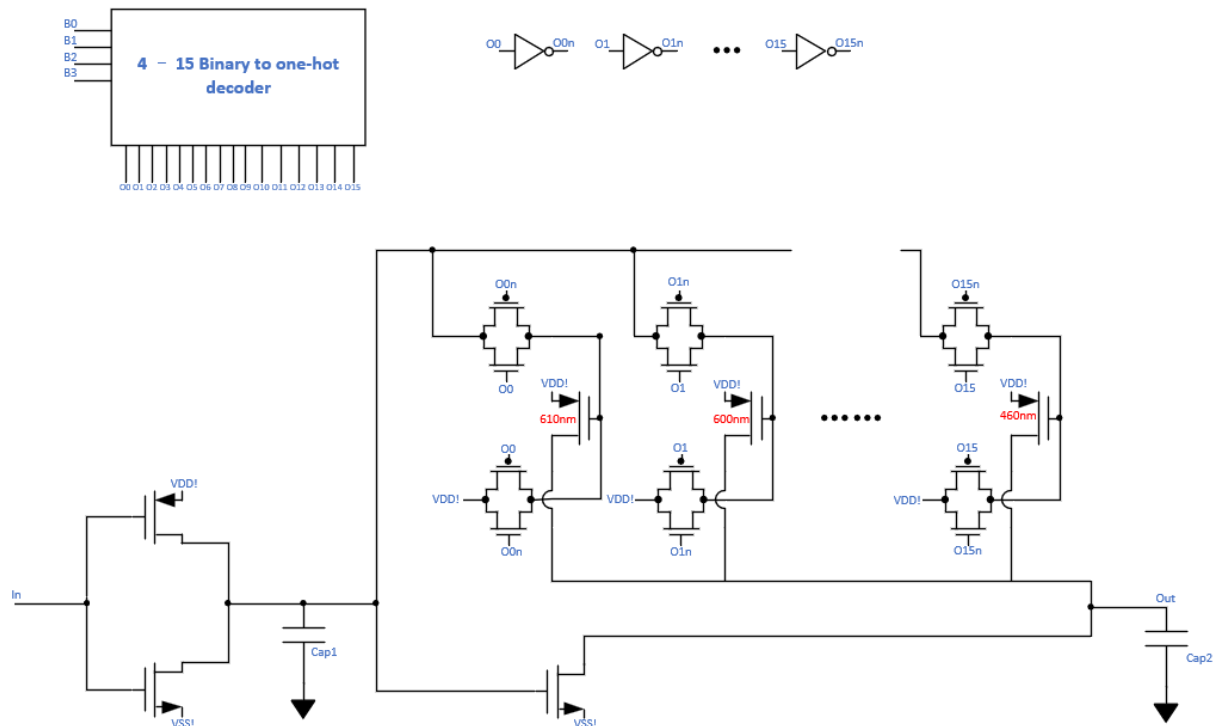 B0
B1
B2
B3
4 – 15 Binary to one-hot
decoder
O0 O1 O2 O3 O4 O5 O6 O7 O8 O9 O10 O11 O12 O13 O14 O15
O0 O0n
O1 O1n
•••
O15 O15n
O0n
O1n
O15n
O0
O1
O15
VDD!
610nm
VDD!
600nm
••••••
VDD!
460nm
O0
O1
O15
VDD!
VDD!
VDD!
O0n
O1n
O15n
VDD!
In
Cap1
VSS!
VSS!
Out
Cap2